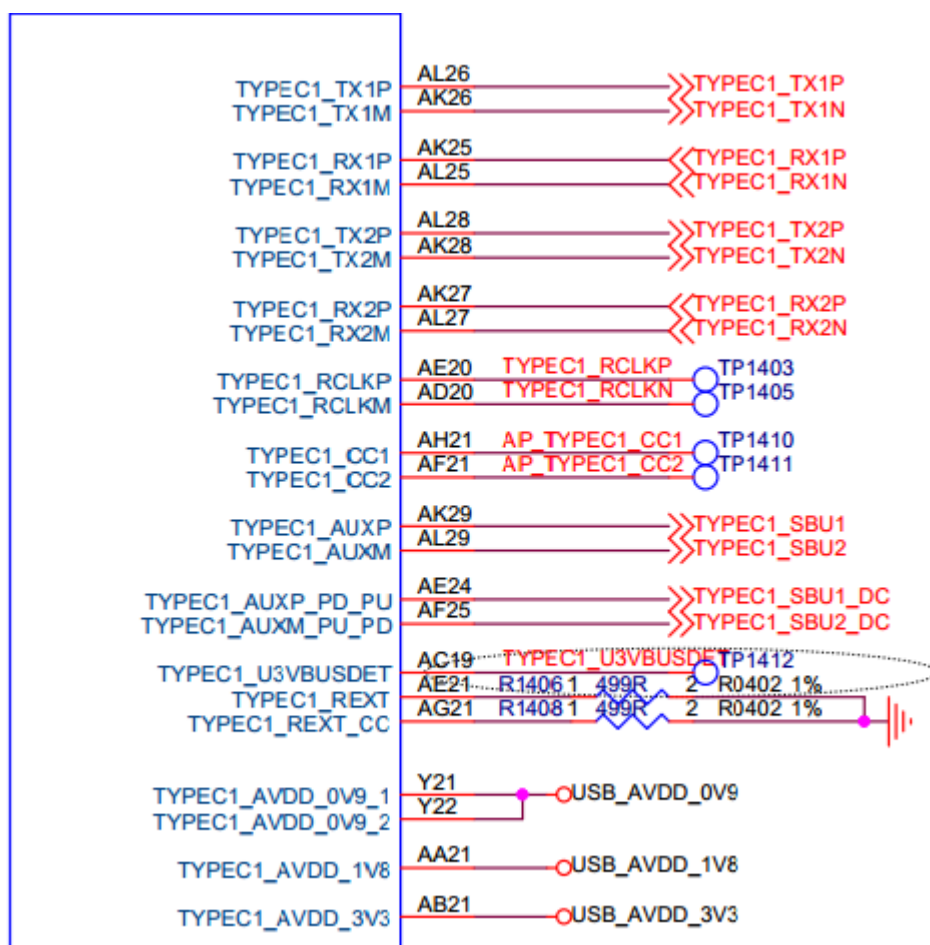 TYPEC1_TX1P AL26 TYPEC1_TX1P
TYPEC1_TX1M AK26 TYPEC1_TX1N
TYPEC1_RX1P AK25 TYPEC1_RX1P
TYPEC1_RX1M AL25 TYPEC1_RX1N
TYPEC1_TX2P AL28 TYPEC1_TX2P
TYPEC1_TX2M AK28 TYPEC1_TX2N
TYPEC1_RX2P AK27 TYPEC1_RX2P
TYPEC1_RX2M AL27 TYPEC1_RX2N
TYPEC1_RCLKP AE20 TYPEC1_RCLKP TP1403
TYPEC1_RCLKM AD20 TYPEC1_RCLKN TP1405
TYPEC1_CC1 AH21 AP_TYPEC1_CC1 TP1410
TYPEC1_CC2 AF21 AP_TYPEC1_CC2 TP1411
TYPEC1_AUXP AK29 TYPEC1_SBU1
TYPEC1_AUXM AL29 TYPEC1_SBU2
TYPEC1_AUXP_PD_PU AE24 TYPEC1_SBU1_DC
TYPEC1_AUXM_PU_PD AF25 TYPEC1_SBU2_DC
TYPEC1_U3VBUSDET AC19 TYPEC1_U3VBUSDET TP1412
TYPEC1_REXT AE21 R1406 1 499R 2 R0402 1%
TYPEC1_REXT_CC AG21 R1408 1 499R 2 R0402 1%
TYPEC1_AVDD_0V9_1 Y21 USB_AVDD_0V9
TYPEC1_AVDD_0V9_2 Y22
TYPEC1_AVDD_1V8 AA21 USB_AVDD_1V8
TYPEC1_AVDD_3V3 AB21 USB_AVDD_3V3